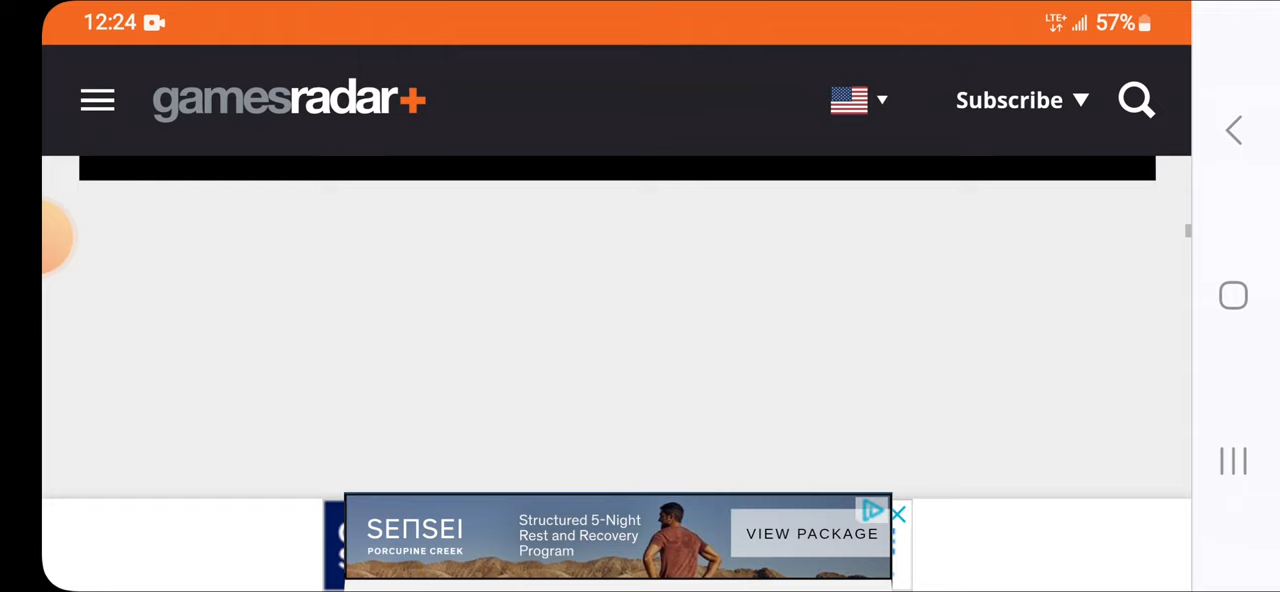 12:24
LTE+ 57%
gamesradar+
Subscribe
SENSEI
PORCUPINE CREEK
Structured 5-Night
Rest and Recovery
Program
VIEW PACKAGE